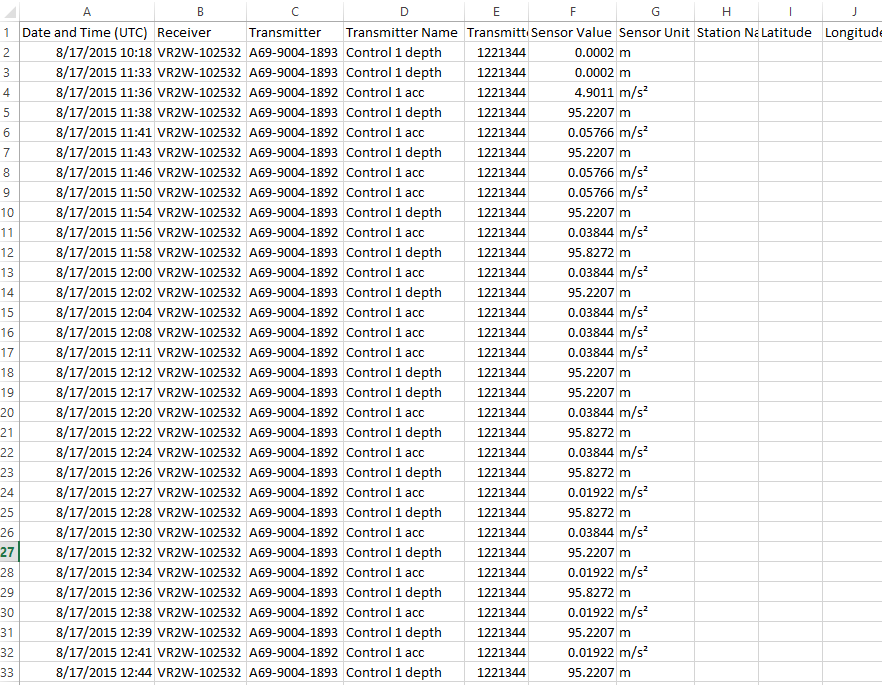 A B C D E F G H I J
1 Date and Time (UTC) Receiver Transmitter Transmitter Name Transmitt Sensor Value Sensor Unit Station Na Latitude Longitude
2 8/17/2015 10:18 VR2W-102532 A69-9004-1893 Control 1 depth 1221344 0.0002 m
3 8/17/2015 11:33 VR2W-102532 A69-9004-1893 Control 1 depth 1221344 0.0002 m
4 8/17/2015 11:36 VR2W-102532 A69-9004-1892 Control 1 acc 1221344 4.9011 m/s²
5 8/17/2015 11:38 VR2W-102532 A69-9004-1893 Control 1 depth 1221344 95.2207 m
6 8/17/2015 11:41 VR2W-102532 A69-9004-1892 Control 1 acc 1221344 0.05766 m/s²
7 8/17/2015 11:43 VR2W-102532 A69-9004-1893 Control 1 depth 1221344 95.2207 m
8 8/17/2015 11:46 VR2W-102532 A69-9004-1892 Control 1 acc 1221344 0.05766 m/s²
9 8/17/2015 11:50 VR2W-102532 A69-9004-1892 Control 1 acc 1221344 0.05766 m/s²
10 8/17/2015 11:54 VR2W-102532 A69-9004-1893 Control 1 depth 1221344 95.2207 m
11 8/17/2015 11:56 VR2W-102532 A69-9004-1892 Control 1 acc 1221344 0.03844 m/s²
12 8/17/2015 11:58 VR2W-102532 A69-9004-1893 Control 1 depth 1221344 95.8272 m
13 8/17/2015 12:00 VR2W-102532 A69-9004-1892 Control 1 acc 1221344 0.03844 m/s²
14 8/17/2015 12:02 VR2W-102532 A69-9004-1893 Control 1 depth 1221344 95.2207 m
15 8/17/2015 12:04 VR2W-102532 A69-9004-1892 Control 1 acc 1221344 0.03844 m/s²
16 8/17/2015 12:08 VR2W-102532 A69-9004-1892 Control 1 acc 1221344 0.03844 m/s²
17 8/17/2015 12:11 VR2W-102532 A69-9004-1892 Control 1 acc 1221344 0.03844 m/s²
18 8/17/2015 12:12 VR2W-102532 A69-9004-1893 Control 1 depth 1221344 95.2207 m
19 8/17/2015 12:17 VR2W-102532 A69-9004-1893 Control 1 depth 1221344 95.2207 m
20 8/17/2015 12:20 VR2W-102532 A69-9004-1892 Control 1 acc 1221344 0.03844 m/s²
21 8/17/2015 12:22 VR2W-102532 A69-9004-1893 Control 1 depth 1221344 95.8272 m
22 8/17/2015 12:24 VR2W-102532 A69-9004-1892 Control 1 acc 1221344 0.03844 m/s²
23 8/17/2015 12:26 VR2W-102532 A69-9004-1893 Control 1 depth 1221344 95.8272 m
24 8/17/2015 12:27 VR2W-102532 A69-9004-1892 Control 1 acc 1221344 0.01922 m/s²
25 8/17/2015 12:28 VR2W-102532 A69-9004-1893 Control 1 depth 1221344 95.8272 m
26 8/17/2015 12:30 VR2W-102532 A69-9004-1892 Control 1 acc 1221344 0.03844 m/s²
27 8/17/2015 12:32 VR2W-102532 A69-9004-1893 Control 1 depth 1221344 95.2207 m
28 8/17/2015 12:34 VR2W-102532 A69-9004-1892 Control 1 acc 1221344 0.01922 m/s²
29 8/17/2015 12:36 VR2W-102532 A69-9004-1893 Control 1 depth 1221344 95.8272 m
30 8/17/2015 12:38 VR2W-102532 A69-9004-1892 Control 1 acc 1221344 0.01922 m/s²
31 8/17/2015 12:39 VR2W-102532 A69-9004-1893 Control 1 depth 1221344 95.2207 m
32 8/17/2015 12:41 VR2W-102532 A69-9004-1892 Control 1 acc 1221344 0.01922 m/s²
33 8/17/2015 12:44 VR2W-102532 A69-9004-1893 Control 1 depth 1221344 95.2207 m